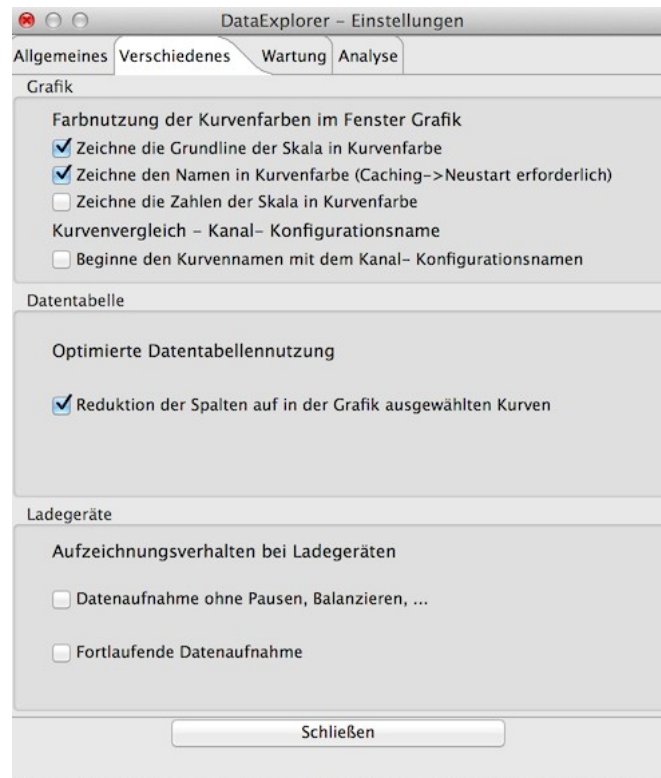 DataExplorer – Einstellungen
Allgemeines Verschiedenes Wartung Analyse
Grafik
Farbnutzung der Kurvenfarben im Fenster Grafik
Zeichne die Grundline der Skala in Kurvenfarbe
Zeichne den Namen in Kurvenfarbe (Caching->Neustart erforderlich)
Zeichne die Zahlen der Skala in Kurvenfarbe
Kurvenvergleich – Kanal– Konfigurationsname
Beginne den Kurvennamen mit dem Kanal– Konfigurationsnamen
Datentabelle
Optimierte Datentabellennutzung
Reduktion der Spalten auf in der Grafik ausgewählten Kurven
Ladegeräte
Aufzeichnungsverhalten bei Ladegeräten
Datenaufnahme ohne Pausen, Balanzieren, ...
Fortlaufende Datenaufnahme
Schließen